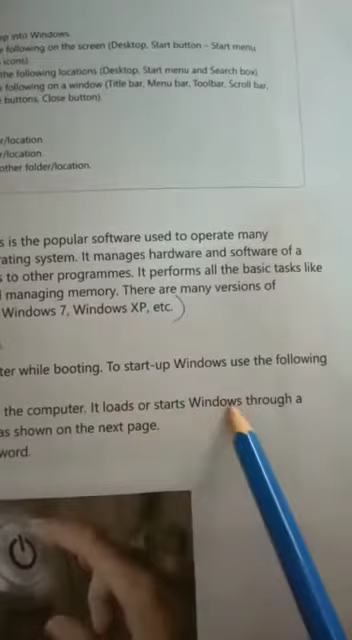 up into Windows.
following on the screen (Desktop, Start button – Start menu
icons).
the following locations (Desktop, Start menu and Search box)
following on a window (Title bar, Menu bar, Toolbar, Scroll bar,
buttons, Close button)
r/location.
r/location.
other folder/location.
s is the popular software used to operate many
rating system. It manages hardware and software of a
s to other programmes. It performs all the basic tasks like
managing memory. There are many versions of
Windows 7, Windows XP, etc.
ter while booting. To start-up Windows use the following
the computer. It loads or starts Windows through a
as shown on the next page.
word.